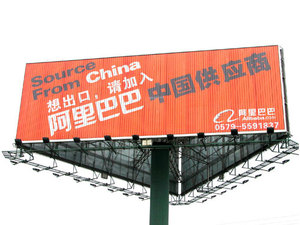 Source
From China
想出口，请加入
阿里巴巴 中国供应商
阿里巴巴
Alibaba.com
0579-5591837